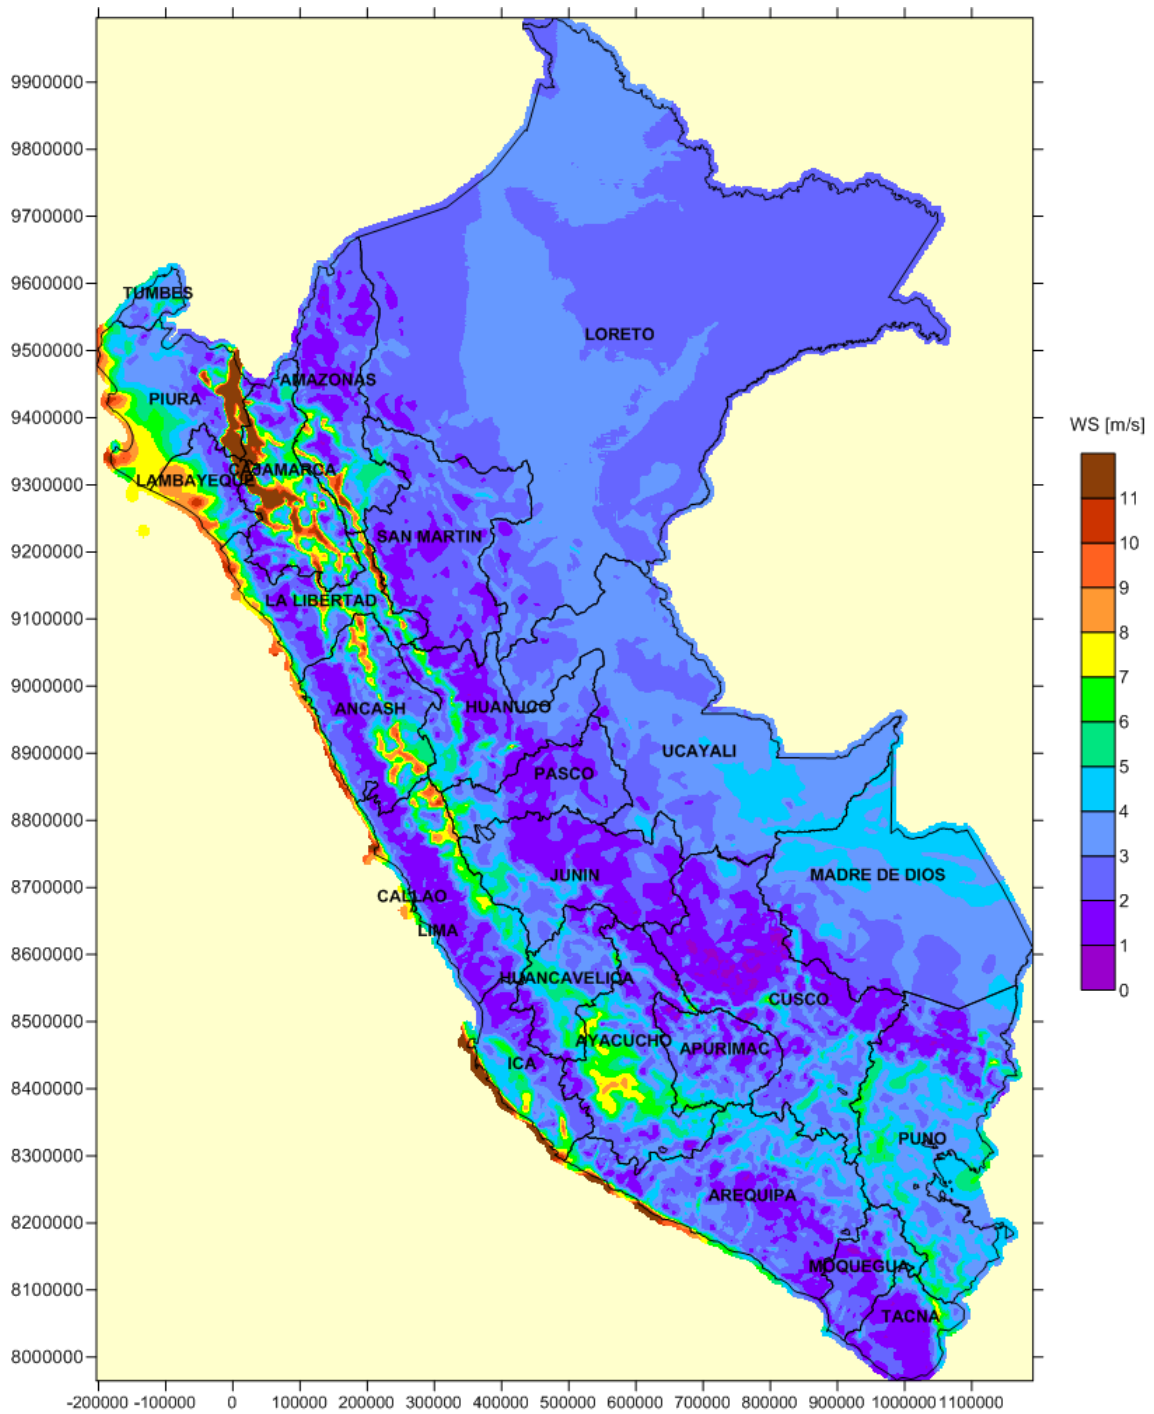 9900000
9800000
9700000
9600000
9500000
9400000
9300000
9200000
9100000
9000000
8900000
8800000
8700000
8600000
8500000
8400000
8300000
8200000
8100000
8000000
-200000 -100000 0 100000 200000 300000 400000 500000 600000 700000 800000 900000 1000000 1100000
TUMBES
LORETO
AMAZONAS
PIURA
CAJAMARCA
LAMBAYEQUE
SAN MARTIN
LA LIBERTAD
ANCASH
HUANUCO
UCAYALI
PASCO
JUNIN
MADRE DE DIOS
CALLAO
LIMA
HUANCAVELICA
CUSCO
AYACUCHO
APURIMAC
ICA
PUNO
AREQUIPA
MOQUEGUA
TACNA
WS [m/s]
11
10
9
8
7
6
5
4
3
2
1
0